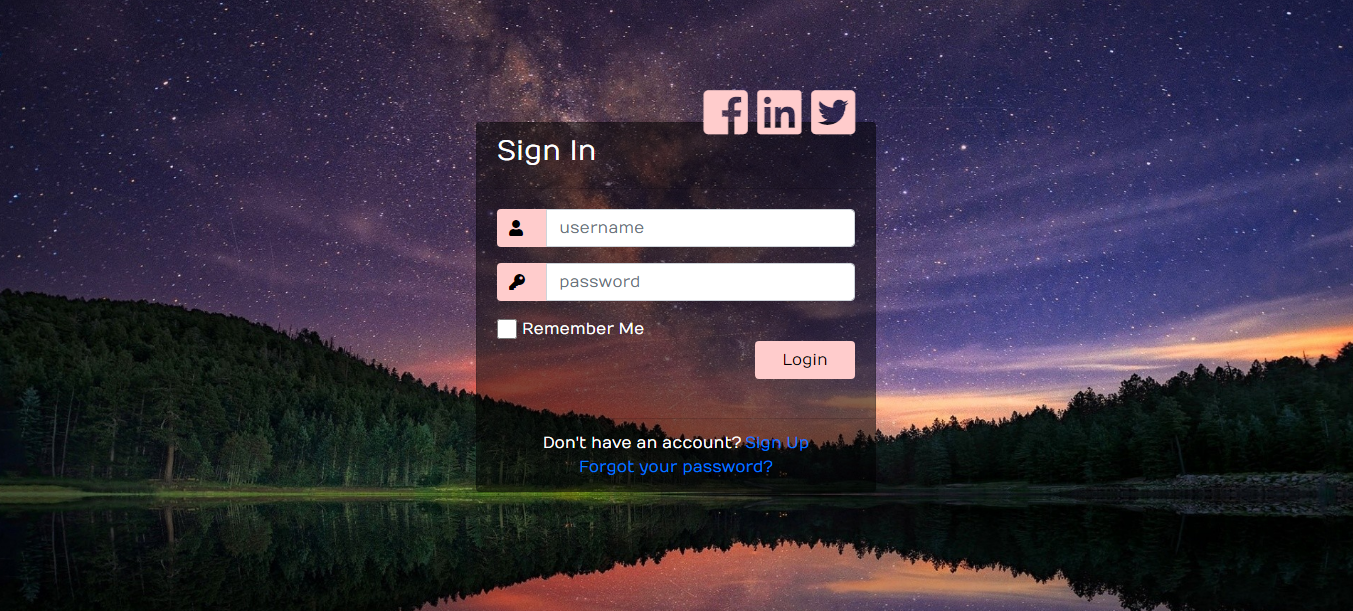 Sign In
username
password
Remember Me
Login
Don't have an account? Sign Up
Forgot your password?